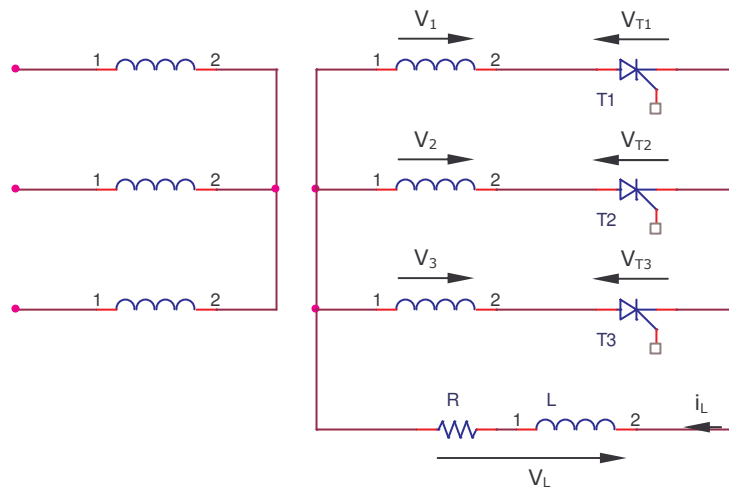 V1 VT1
1 2 1 2
T1
V2 VT2
1 2 1 2
T2
V3 VT3
1 2 1 2
T3
R L iL
1 2
VL